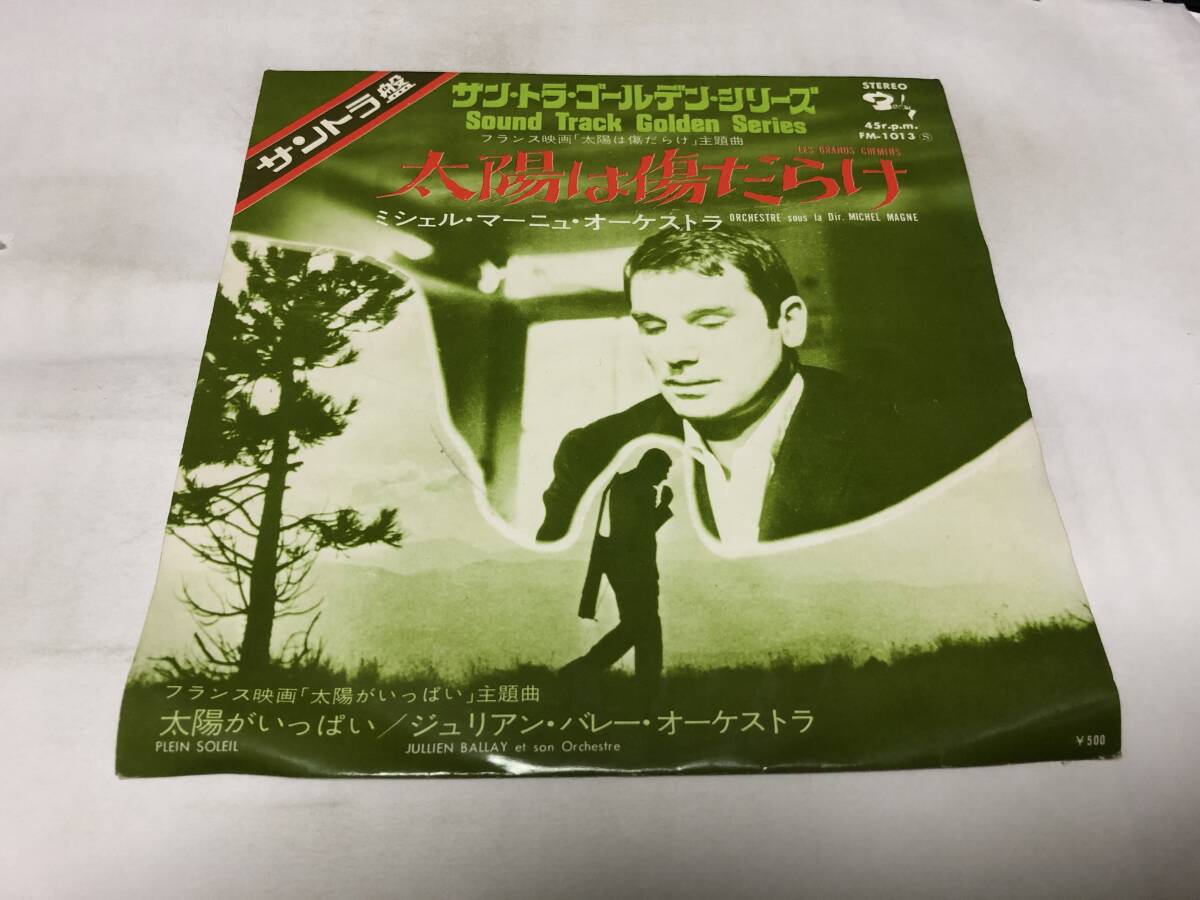 サントラ盤
サン・トラ・ゴールデン・シリーズ
Sound Track Golden Series
STEREO
45r.p.m.
FM-1013 Ⓢ
フランス映画「太陽は傷だらけ」主題曲
LES GRANDS CHEMINS
太陽は傷だらけ
ミシェル・マーニュ・オーケストラ ORCHESTRE sous la Dir. MICHEL MAGNE
フランス映画「太陽がいっぱい」主題曲
太陽がいっぱい/ジュリアン・バレー・オーケストラ
PLEIN SOLEIL JULLIEN BALLAY et son Orchestre
¥500